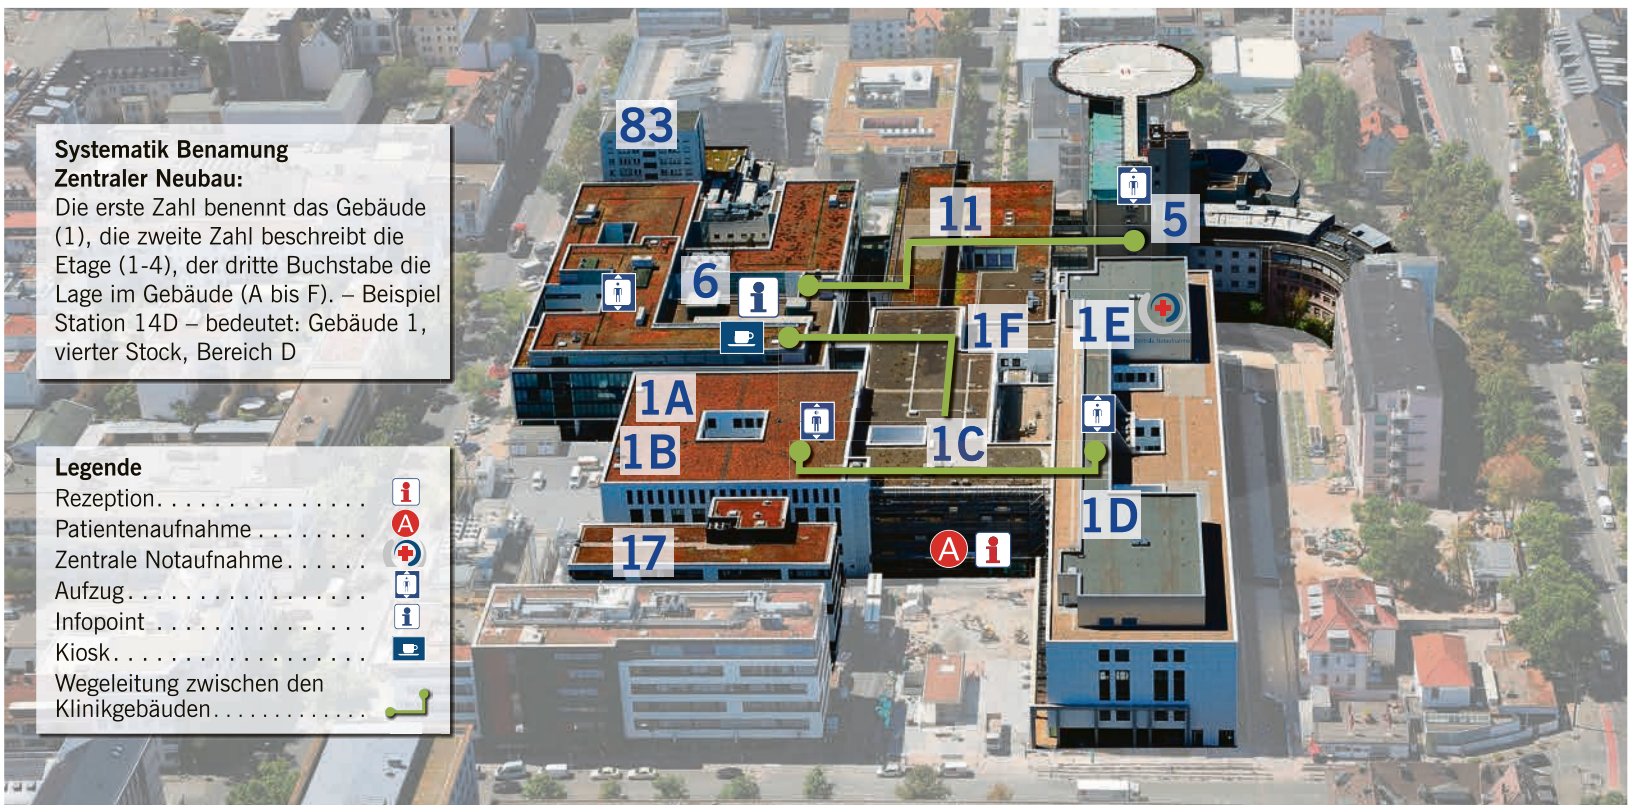 Systematik Benamung
Zentraler Neubau:
Die erste Zahl benennt das Gebäude
(1), die zweite Zahl beschreibt die
Etage (1-4), der dritte Buchstabe die
Lage im Gebäude (A bis F). – Beispiel
Station 14D – bedeutet: Gebäude 1,
vierter Stock, Bereich D
Legende
Rezeption. . . . . . . . . . . . . . . . . i
Patientenaufnahme . . . . . . . . . A
Zentrale Notaufnahme. . . . . .
Aufzug. . . . . . . . . . . . . . . . . . .
Infopoint . . . . . . . . . . . . . . . . . i
Kiosk. . . . . . . . . . . . . . . . . . . .
Wegeleitung zwischen den
Klinikgebäuden. . . . . . . . . . . . .
83
11
5
6
i
1F
1E
Zentrale Notaufnahme
1A
1B
1C
1D
17
A i